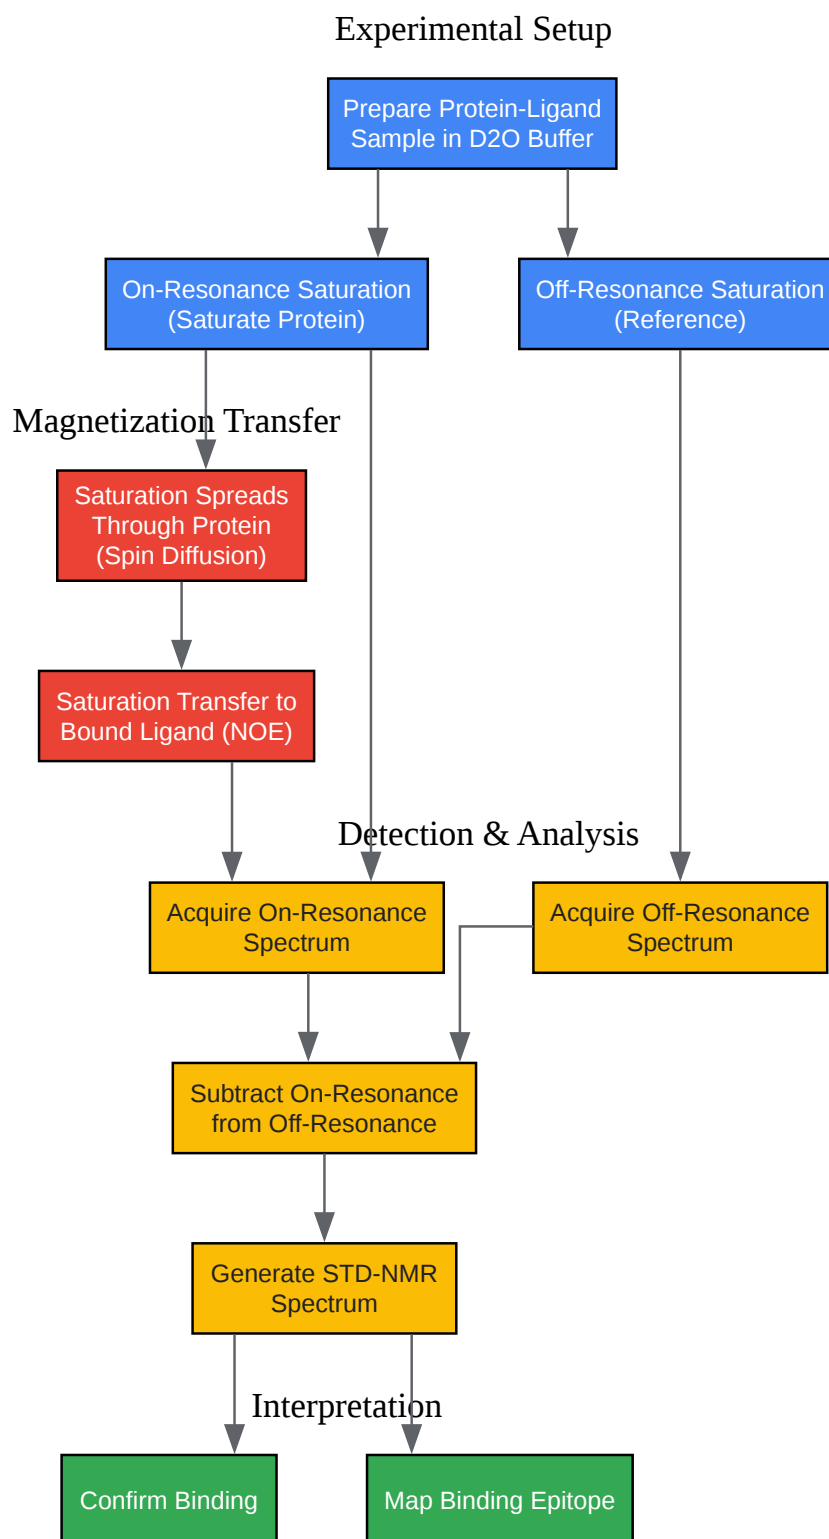 Experimental Setup
Prepare Protein-Ligand
Sample in D2O Buffer
On-Resonance Saturation
(Saturate Protein)
Off-Resonance Saturation
(Reference)
Magnetization Transfer
Saturation Spreads
Through Protein
(Spin Diffusion)
Saturation Transfer to
Bound Ligand (NOE)
Detection & Analysis
Acquire On-Resonance
Spectrum
Acquire Off-Resonance
Spectrum
Subtract On-Resonance
from Off-Resonance
Generate STD-NMR
Spectrum
Interpretation
Confirm Binding
Map Binding Epitope